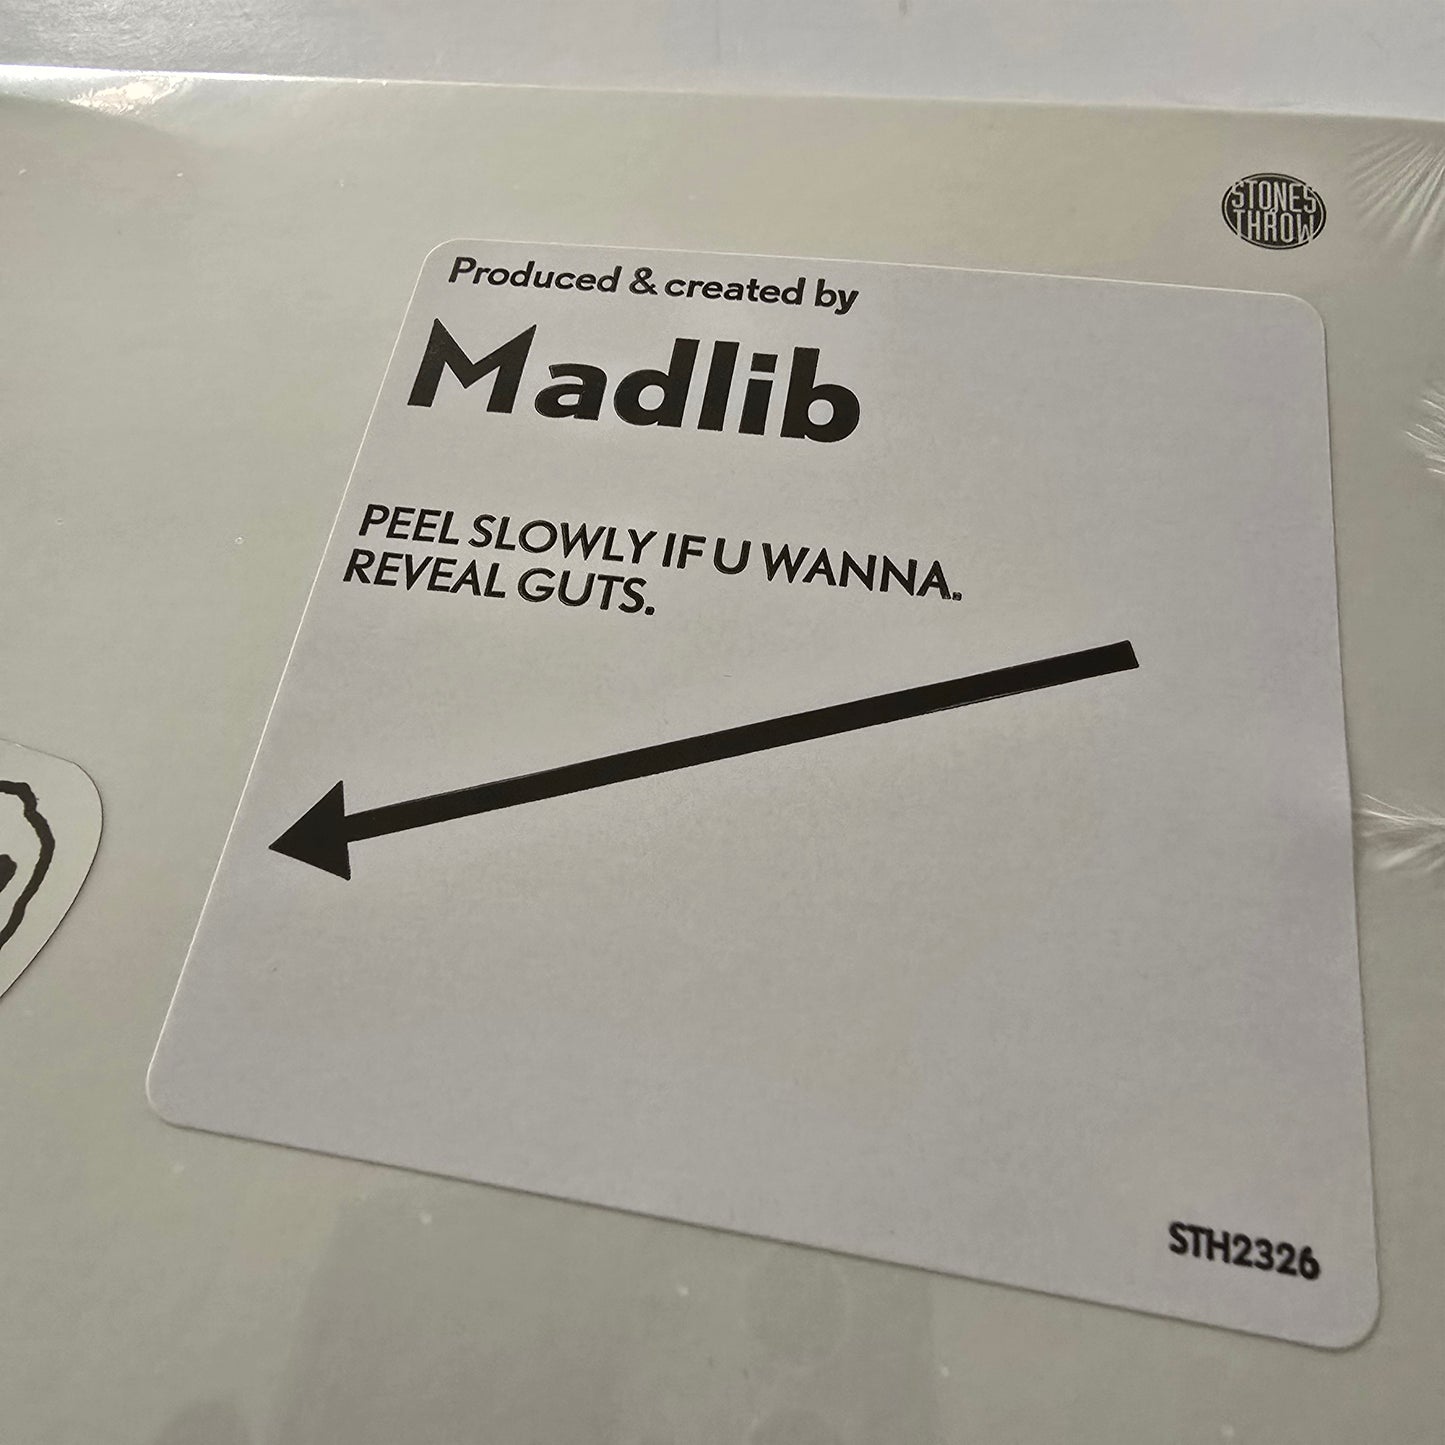 STONES
THROW
Produced & created by
Madlib
PEEL SLOWLY IF U WANNA.
REVEAL GUTS.
STH2326